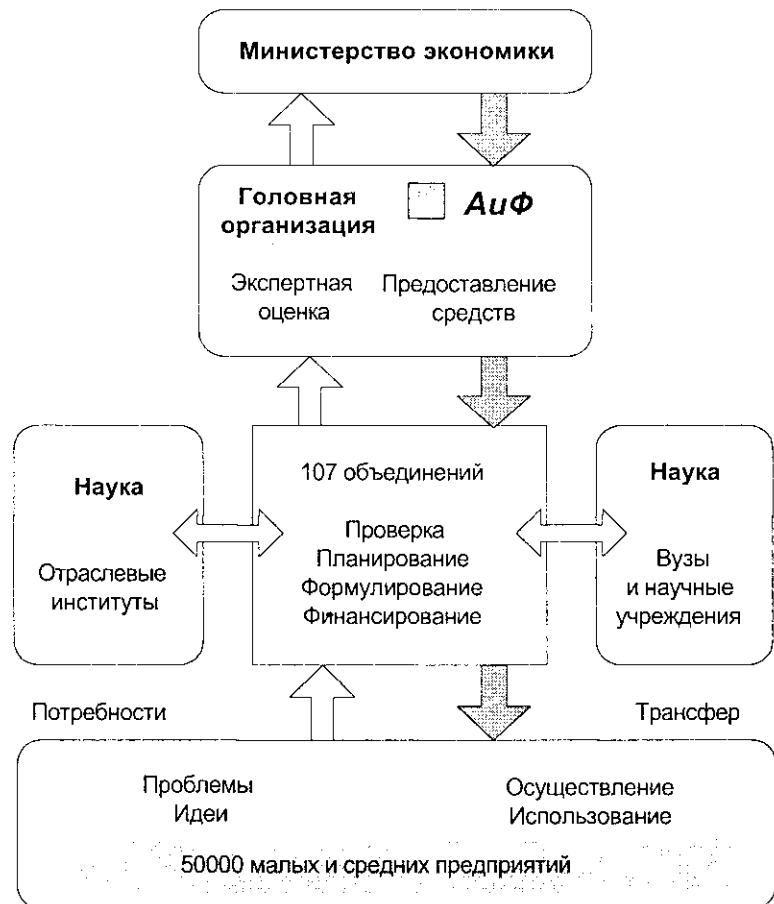 Министерство экономики
Головная
организация
АиФ
Экспертная
оценка
Предоставление
средств
Наука
Отраслевые
институты
107 объединений
Проверка
Планирование
Формулирование
Финансирование
Наука
Вузы
и научные
учреждения
Потребности
Трансфер
Проблемы
Идеи
Осуществление
Использование
50000 малых и средних предприятий